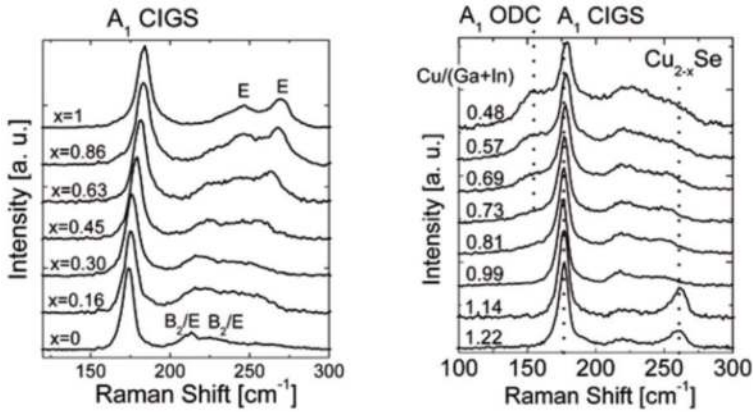 A₁ CIGS
E
E
x=1
x=0.86
x=0.63
x=0.45
x=0.30
x=0.16
B₂/E B₂/E
x=0
150 200 250 300
Raman Shift [cm⁻¹]
Intensity [a. u.]
A₁ ODC A₁ CIGS
Cu₂₋ₓSe
Cu/(Ga+In)
0.48
0.57
0.69
0.73
0.81
0.99
1.14
1.22
100 150 200 250 300
Raman Shift [cm⁻¹]
Intensity [a. u.]